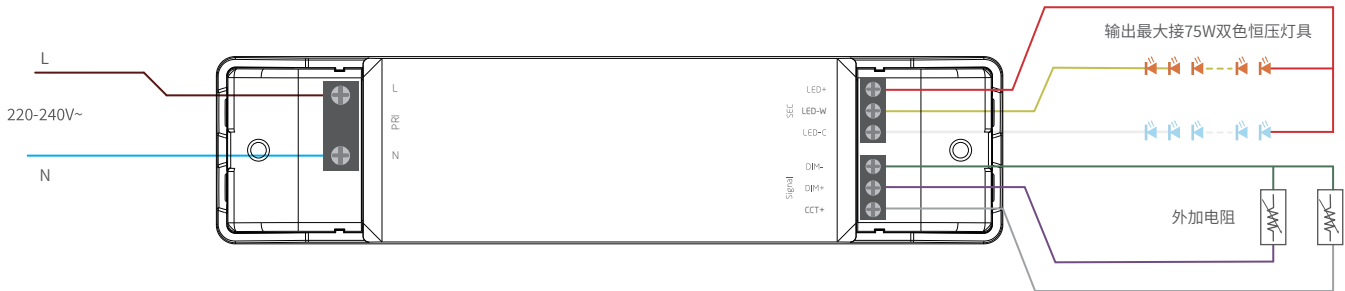 输出最大接75W双色恒压灯具
L
220-240V~
N
L
PRI
N
SEC
LED+
LED-W
LED-C
Signal
DIM-
DIM+
CCT+
外加电阻